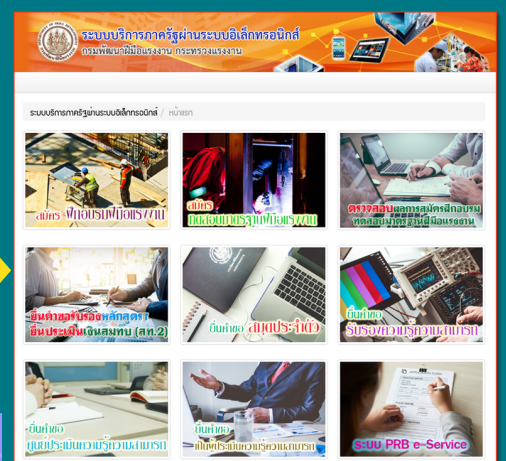 ระบบบริการภาครัฐผ่านระบบอิเล็กทรอนิกส์
กรมพัฒนาฝีมือแรงงาน กระทรวงแรงงาน
ระบบบริการภาครัฐผ่านระบบอิเล็กทรอนิกส์ / หน้าแรก
สมัคร ฝึกอบรมฝีมือแรงงาน
สมัคร
ทดสอบมาตรฐานฝีมือแรงงาน
ตรวจสอบผลการสมัครฝึกอบรม
ทดสอบมาตรฐานฝีมือแรงงาน
ยื่นคำขอรับรองหลักสูตร
ยื่นประเมินเงินสมทบ (สท.2)
ยื่นคำขอ สมุดประจำตัว
ยื่นคำขอ
รับรองความรู้ความสามารถ
ยื่นคำขอ
ศูนย์ประเมินความรู้ความสามารถ
ยื่นคำขอ
เป็นผู้ประเมินความรู้ความสามารถ
ระบบ PRB e-Service